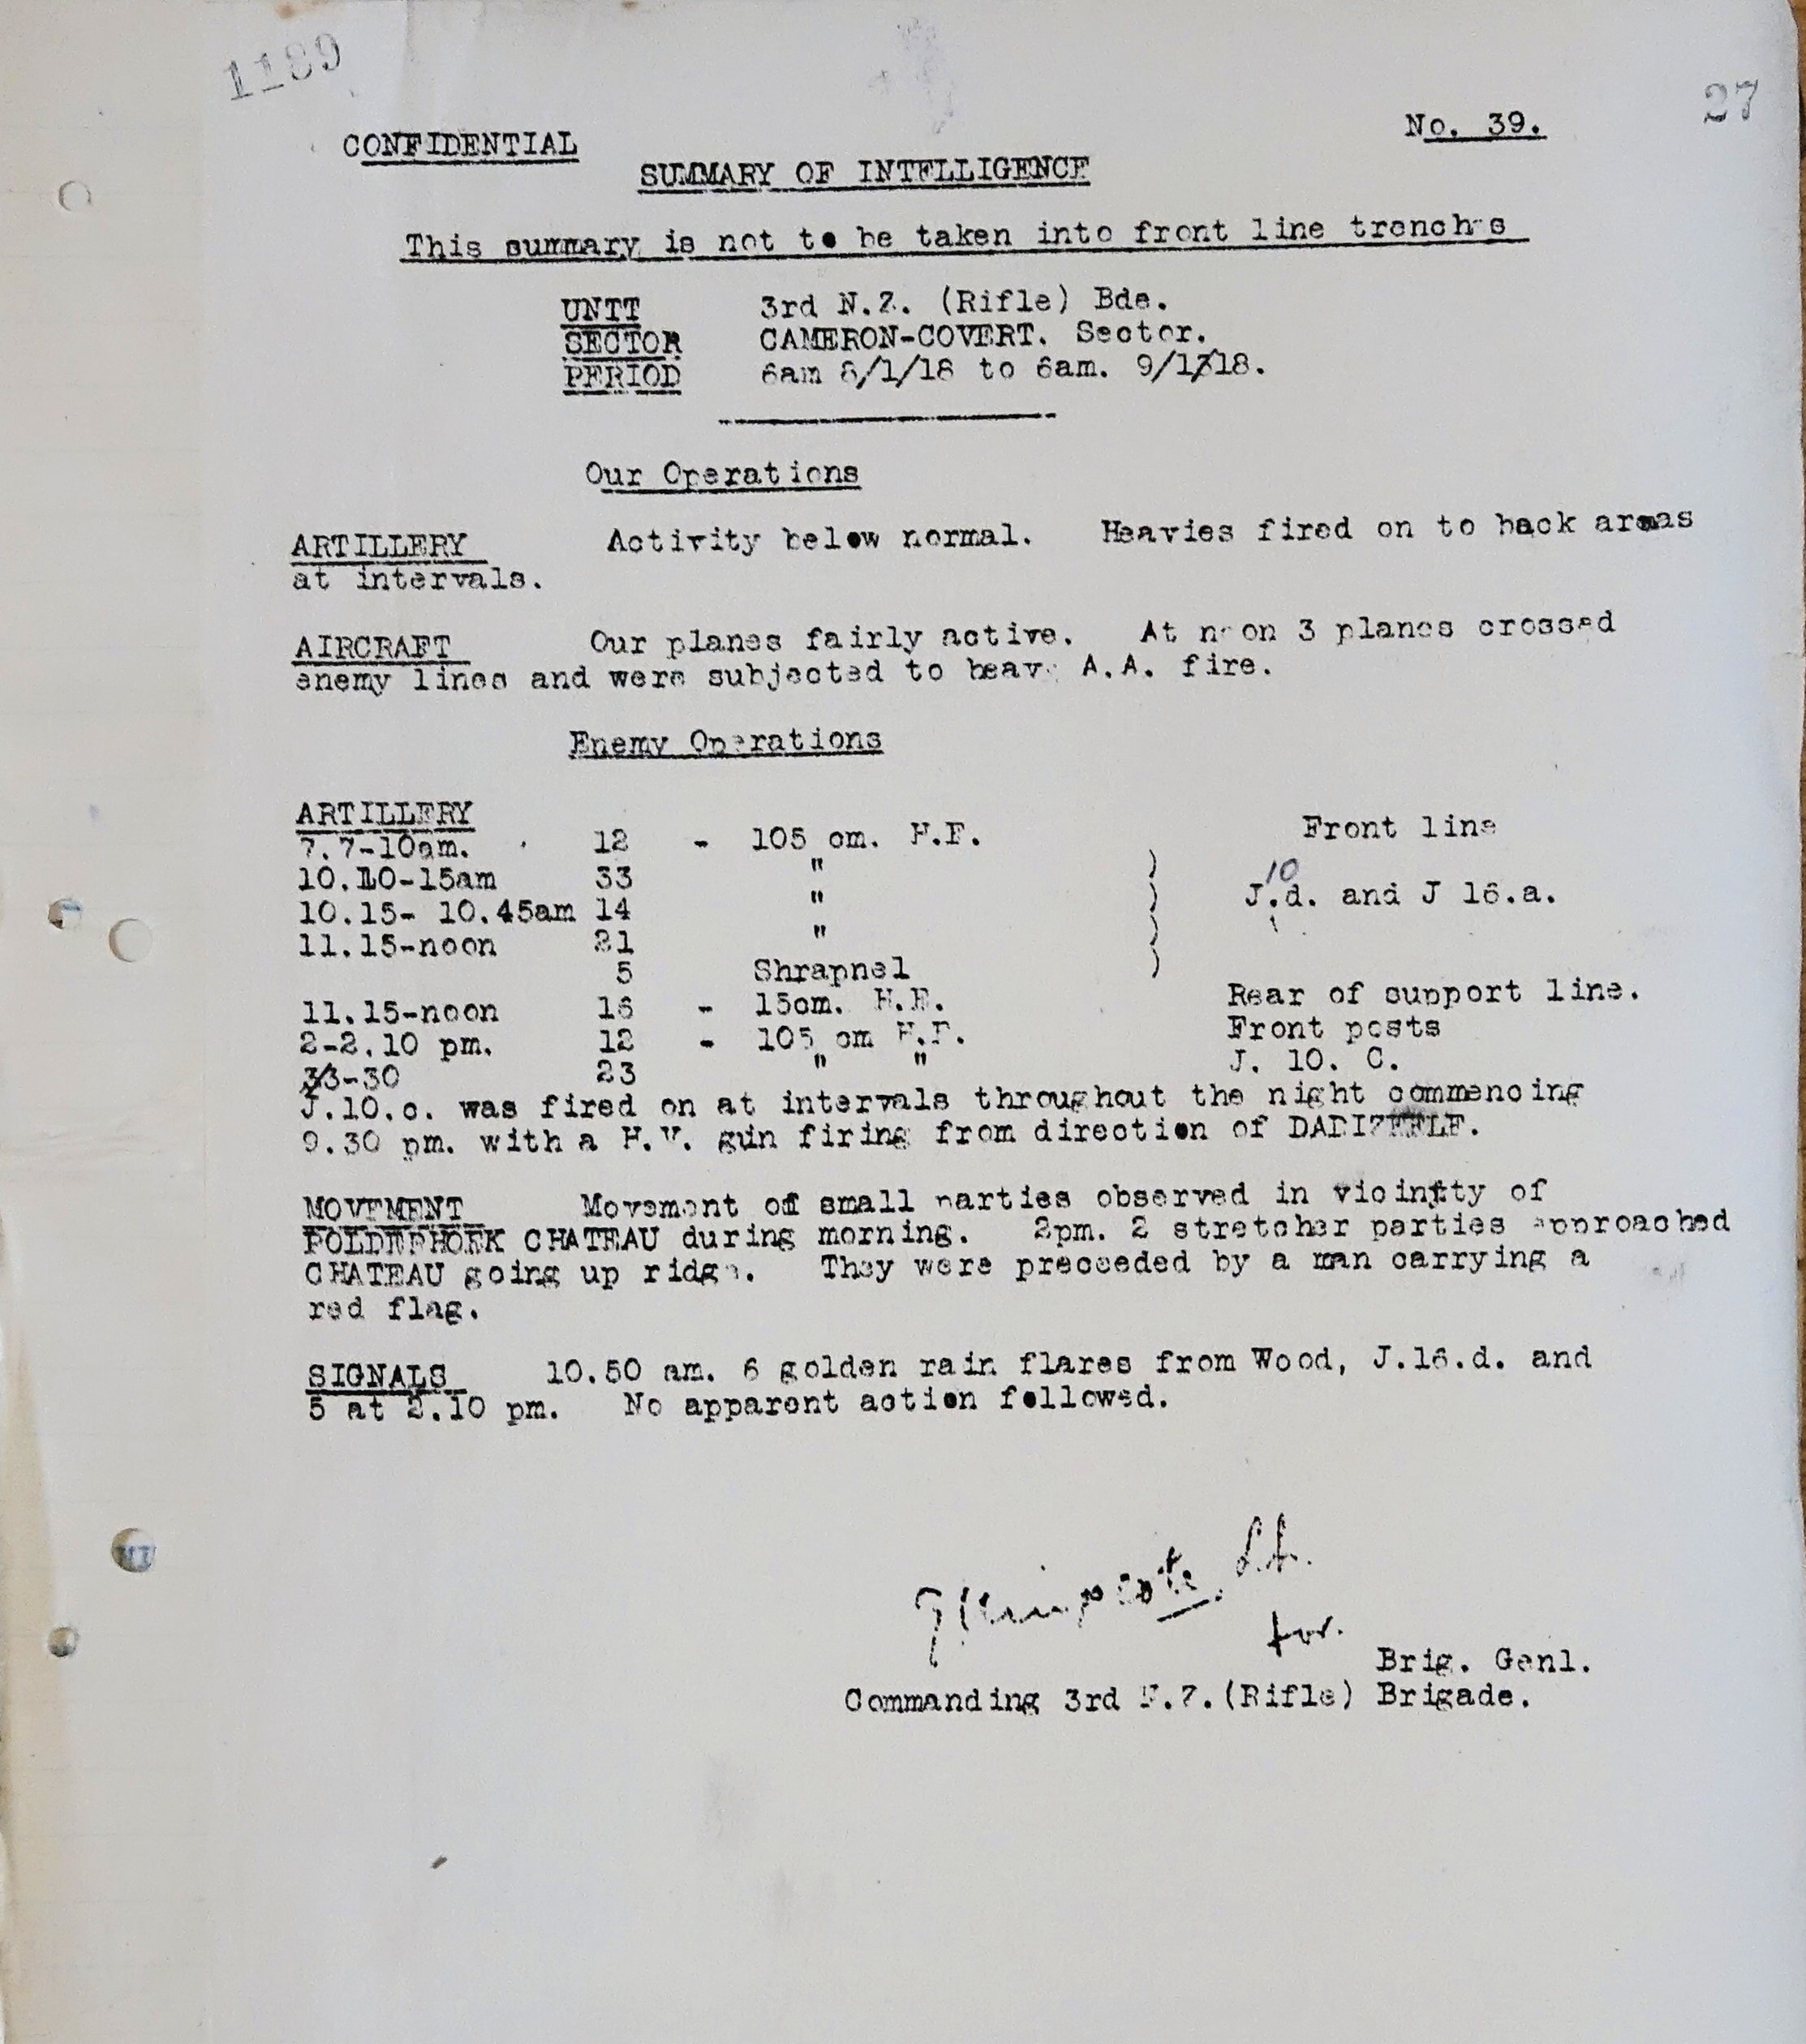 1189
27
CONFIDENTIAL
No. 39.
SUMMARY OF INTELLIGENCE
This summary is not to be taken into front line trenches
UNIT 3rd N.Z. (Rifle) Bde.
SECTOR CAMERON-COVERT. Sector.
PERIOD 6am 8/1/18 to 6am. 9/1/18.
Our Operations
ARTILLERY Activity below normal. Heavies fired on to back areas
at intervals.
AIRCRAFT Our planes fairly active. At noon 3 planes crossed
enemy lines and were subjected to heavy A.A. fire.
Enemy Operations
ARTILLERY
7.7-10am. 12 - 105 cm. H.E. Front line
10.10-15am 33 "
10.15- 10.45am 14 " J.10d. and J 16.a.
11.15-noon 21 "
5 Shrapnel
11.15-noon 16 - 15cm. H.E. Rear of support line.
2-2.10 pm. 12 - 105 cm H.E. Front posts
3-30 23 " " J. 10. C.
J.10.c. was fired on at intervals throughout the night commencing
9.30 pm. with a H.V. gun firing from direction of DADIZEELE.
MOVEMENT Movement of small parties observed in vicinity of
POLDERHOEK CHATEAU during morning. 2pm. 2 stretcher parties approached
CHATEAU going up ridge. They were preceeded by a man carrying a
red flag.
SIGNALS 10.50 am. 6 golden rain flares from Wood, J.16.d. and
5 at 2.10 pm. No apparent action followed.
Lt.
for.
Brig. Genl.
Commanding 3rd N.Z.(Rifle) Brigade.